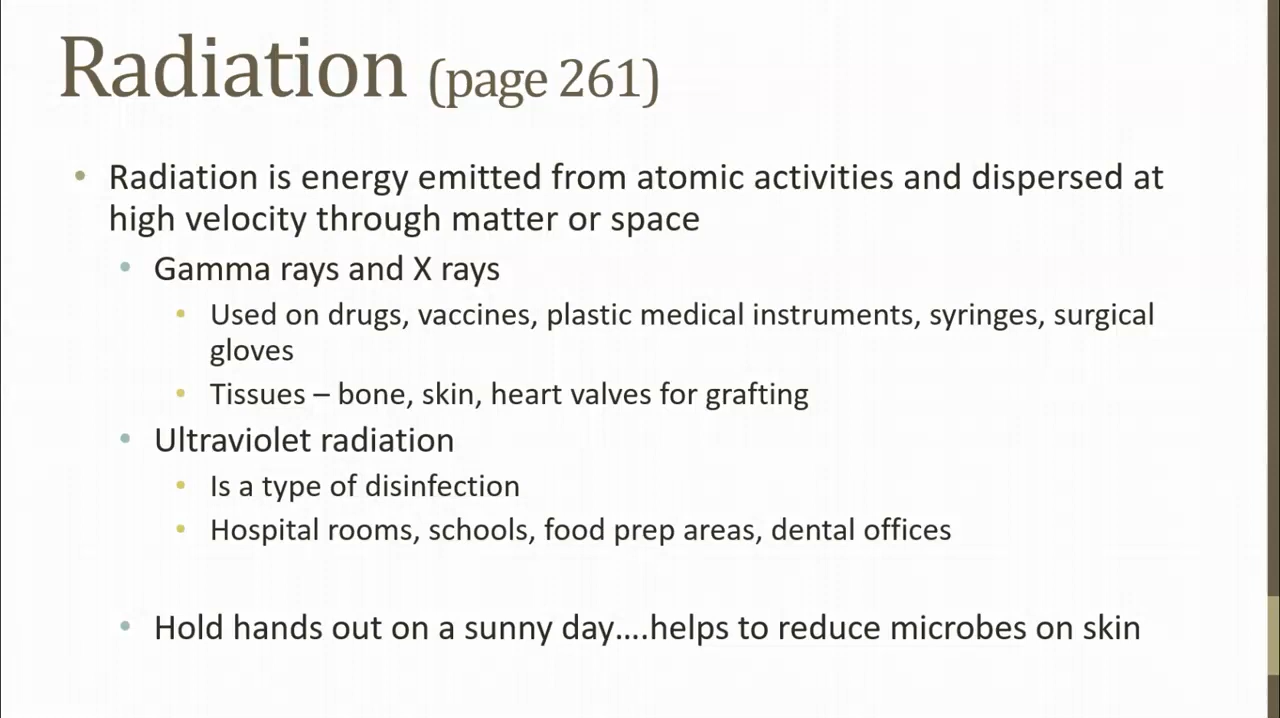 Radiation (page 261)
• Radiation is energy emitted from atomic activities and dispersed at
high velocity through matter or space
• Gamma rays and X rays
• Used on drugs, vaccines, plastic medical instruments, syringes, surgical
gloves
• Tissues – bone, skin, heart valves for grafting
• Ultraviolet radiation
• Is a type of disinfection
• Hospital rooms, schools, food prep areas, dental offices
• Hold hands out on a sunny day....helps to reduce microbes on skin